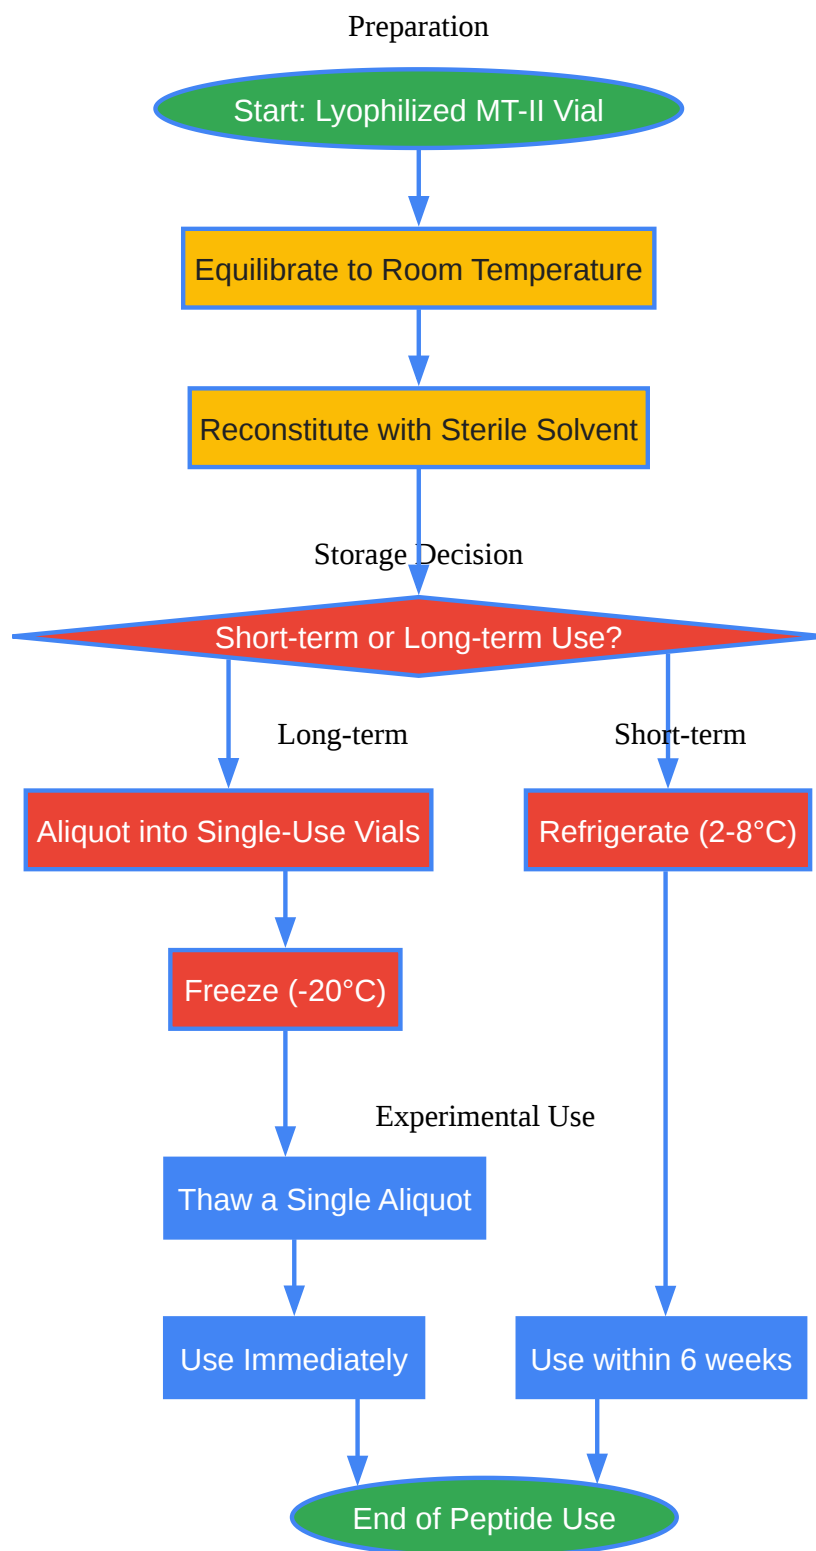 Preparation
Start: Lyophilized MT-II Vial
Equilibrate to Room Temperature
Reconstitute with Sterile Solvent
Storage Decision
Short-term or Long-term Use?
Long-term
Short-term
Aliquot into Single-Use Vials
Refrigerate (2-8°C)
Freeze (-20°C)
Experimental Use
Thaw a Single Aliquot
Use Immediately
Use within 6 weeks
End of Peptide Use